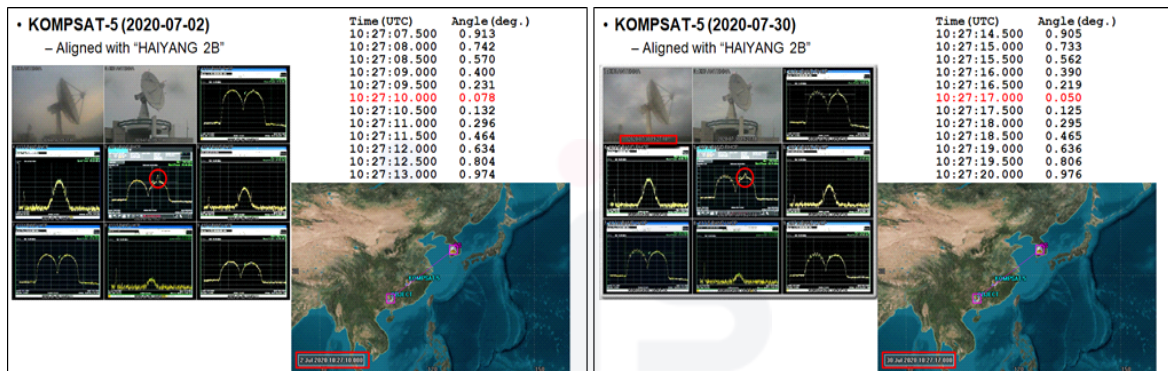 • KOMPSAT-5 (2020-07-02)
– Aligned with “HAIYANG 2B”
Time(UTC) Angle(deg.)
10:27:07.500 0.913
10:27:08.000 0.742
10:27:08.500 0.570
10:27:09.000 0.400
10:27:09.500 0.231
10:27:10.000 0.078
10:27:10.500 0.132
10:27:11.000 0.296
10:27:11.500 0.464
10:27:12.000 0.634
10:27:12.500 0.804
10:27:13.000 0.974
KOMPSAT5
2 Jul 2020 10:27:10.000
• KOMPSAT-5 (2020-07-30)
– Aligned with “HAIYANG 2B”
Time(UTC) Angle(deg.)
10:27:14.500 0.905
10:27:15.000 0.733
10:27:15.500 0.562
10:27:16.000 0.390
10:27:16.500 0.219
10:27:17.000 0.050
10:27:17.500 0.125
10:27:18.000 0.295
10:27:18.500 0.465
10:27:19.000 0.636
10:27:19.500 0.806
10:27:20.000 0.976
KOMPSAT5
30 Jul 2020 10:27:17.000